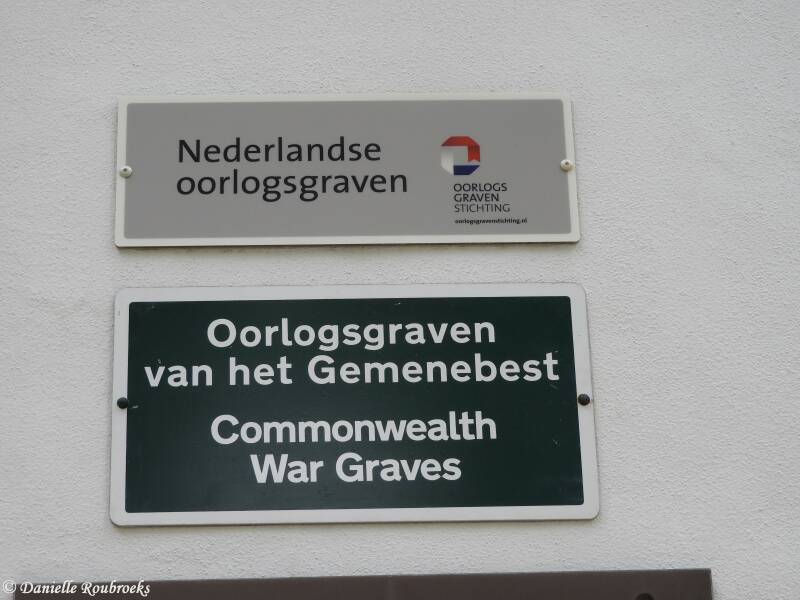 Nederlandse
oorlogsgraven
OORLOGS
GRAVEN
STICHTING
oorlogsgravenstichting.nl
Oorlogsgraven
van het Gemenebest
Commonwealth
War Graves
© Danielle Roubroeks